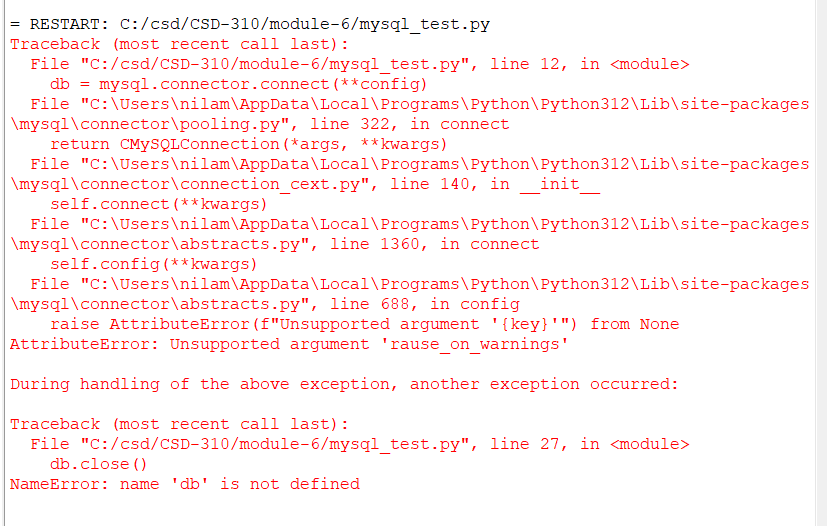 = RESTART: C:/csd/CSD-310/module-6/mysql_test.py
Traceback (most recent call last):
  File "C:/csd/CSD-310/module-6/mysql_test.py", line 12, in <module>
    db = mysql.connector.connect(**config)
  File "C:\Users\nilam\AppData\Local\Programs\Python\Python312\Lib\site-packages
\mysql\connector\pooling.py", line 322, in connect
    return CMySQLConnection(*args, **kwargs)
  File "C:\Users\nilam\AppData\Local\Programs\Python\Python312\Lib\site-packages
\mysql\connector\connection_cext.py", line 140, in __init__
    self.connect(**kwargs)
  File "C:\Users\nilam\AppData\Local\Programs\Python\Python312\Lib\site-packages
\mysql\connector\abstracts.py", line 1360, in connect
    self.config(**kwargs)
  File "C:\Users\nilam\AppData\Local\Programs\Python\Python312\Lib\site-packages
\mysql\connector\abstracts.py", line 688, in config
    raise AttributeError(f"Unsupported argument '{key}'") from None
AttributeError: Unsupported argument 'rause_on_warnings'

During handling of the above exception, another exception occurred:

Traceback (most recent call last):
  File "C:/csd/CSD-310/module-6/mysql_test.py", line 27, in <module>
    db.close()
NameError: name 'db' is not defined